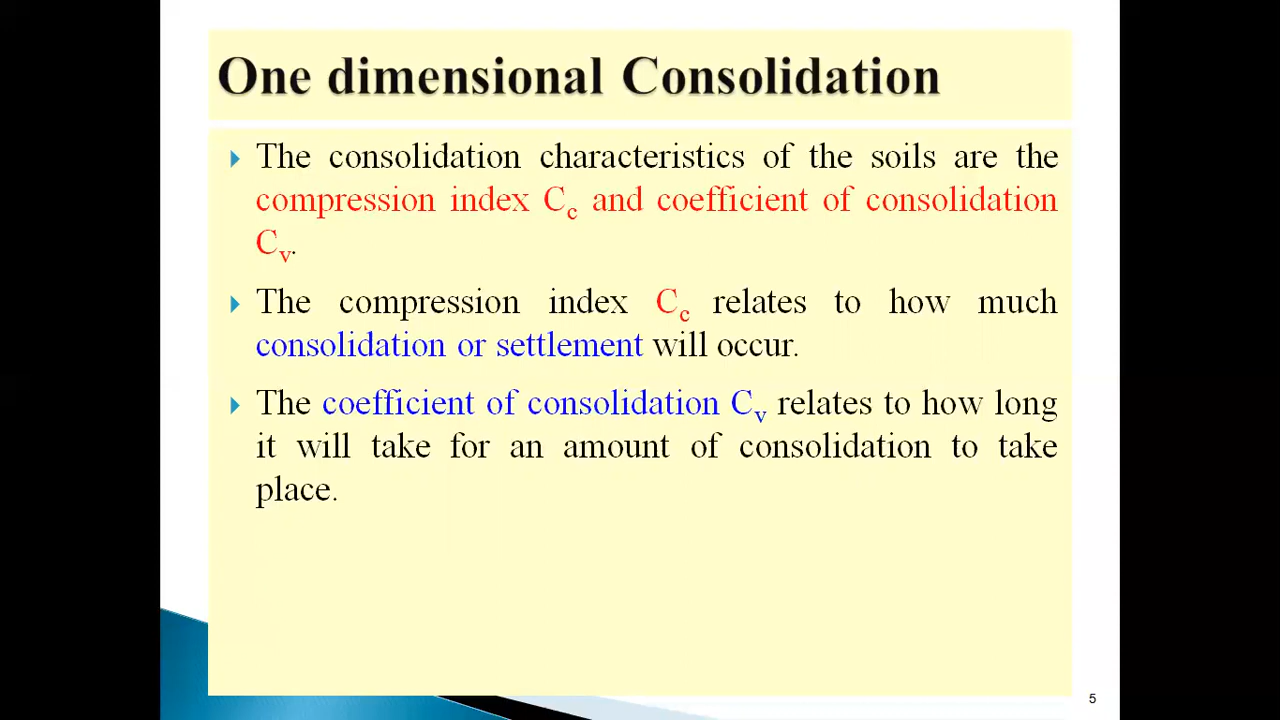 One dimensional Consolidation
The consolidation characteristics of the soils are the
compression index Cc and coefficient of consolidation
Cv.
The compression index Cc relates to how much
consolidation or settlement will occur.
The coefficient of consolidation Cv relates to how long
it will take for an amount of consolidation to take
place.
5